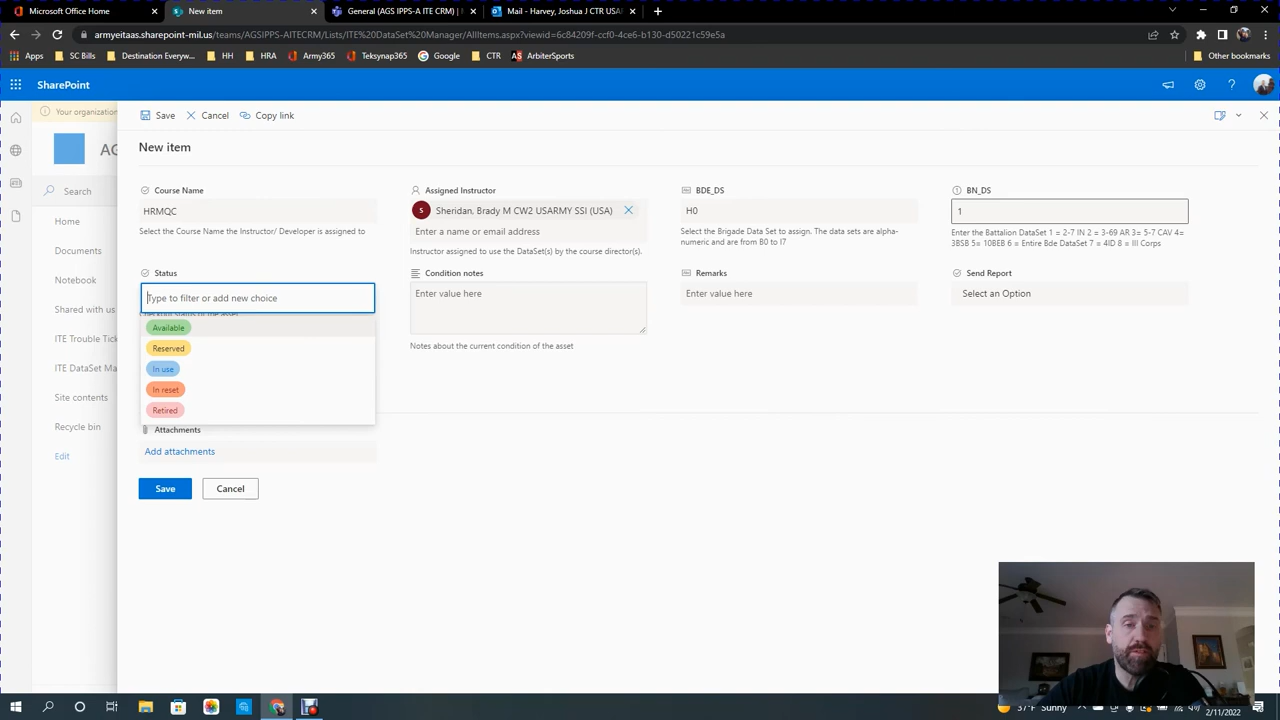 Microsoft Office Home
New item
General (AGS IPPS-A ITE CRM) |
Mail - Harvey, Joshua J CTR USA
armyeitaas.sharepoint-mil.us/teams/AGSIPPS-AITECRM/Lists/ITE%20DataSet%20Manager/AllItems.aspx?viewid=6c84209f-ccf0-4ce6-b130-d50221c59e5a
Apps
SC Bills
Destination Everyw...
HH
HRA
Army365
Teksynap365
Google
CTR
ArbiterSports
Other bookmarks
SharePoint
Your organization
Save
Cancel
Copy link
AG
New item
Search
Home
Documents
Notebook
Shared with us
ITE Trouble Tick
ITE DataSet Ma
Site contents
Recycle bin
Edit
Course Name
Assigned Instructor
BDE_DS
BN_DS
HRMQC
S
Sheridan, Brady M CW2 USARMY SSI (USA)
H0
1
Select the Course Name the Instructor/ Developer is assigned to
Enter a name or email address
Select the Brigade Data Set to assign. The data sets are alpha-
numeric and are from B0 to I7
Enter the Battalion DataSet 1 = 2-7 IN 2 = 3-69 AR 3= 5-7 CAV 4=
3BSB 5= 10BEB 6 = Entire Bde DataSet 7 = 4ID 8 = III Corps
Instructor assigned to use the DataSet(s) by the course director(s).
Status
Condition notes
Remarks
Send Report
Type to filter or add new choice
Enter value here
Enter value here
Select an Option
Available
Reserved
In use
In reset
Retired
Notes about the current condition of the asset
Attachments
Add attachments
Save
Cancel
37°F Sunny
2/11/2022